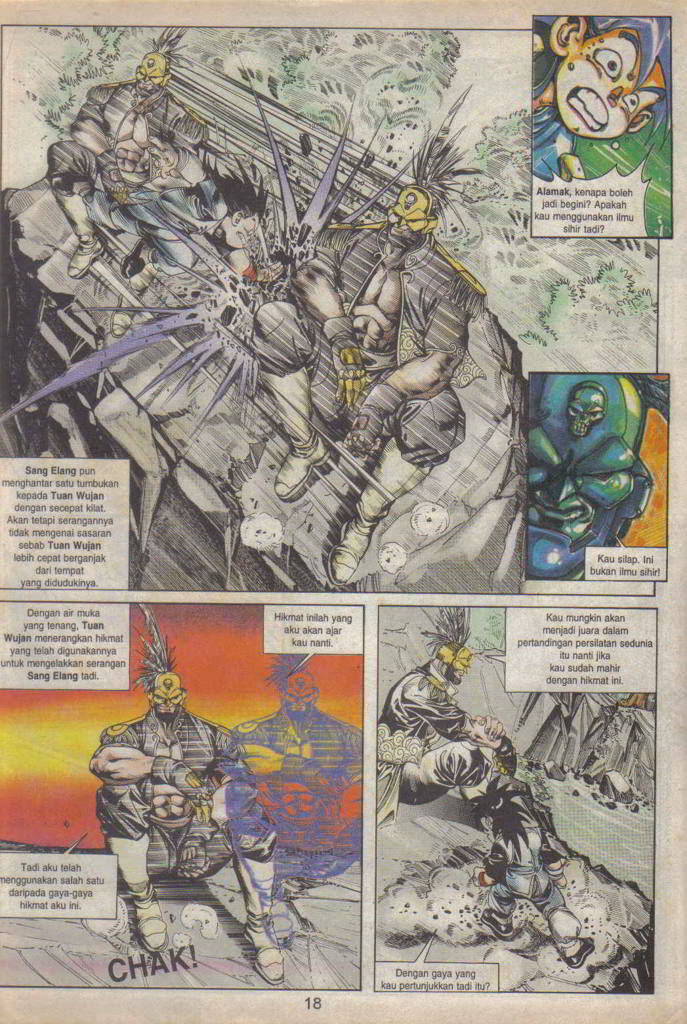 Alamak, kenapa boleh
jadi begini? Apakah
kau menggunakan ilmu
sihir tadi?
Sang Elang pun
menghantar satu tumbukan
kepada Tuan Wujan
dengan secepat kilat.
Akan tetapi serangannya
tidak mengenai sasaran
sebab Tuan Wujan
lebih cepat berganjak
dari tempat
yang didudukinya.
Kau silap. Ini
bukan ilmu sihir!
Dengan air muka
yang tenang, Tuan
Wujan menerangkan hikmat
yang telah digunakannya
untuk mengelakkan serangan
Sang Elang tadi.
Hikmat inilah yang
aku akan ajar
kau nanti.
Tadi aku telah
menggunakan salah satu
daripada gaya-gaya
hikmat aku ini.
CHAK!
Kau mungkin akan
menjadi juara dalam
pertandingan persilatan sedunia
itu nanti jika
kau sudah mahir
dengan hikmat ini.
Dengan gaya yang
kau pertunjukkan tadi itu?
18